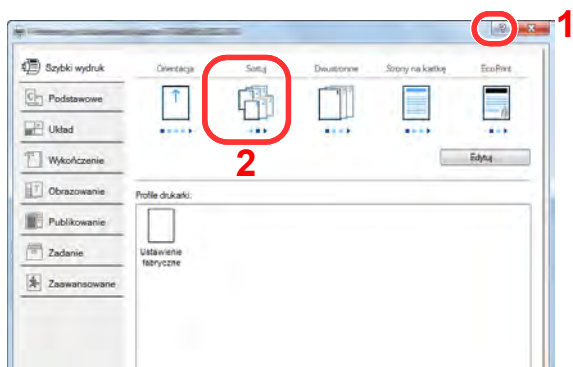 ? X 1
Szybki wydruk
Orientacja Sortuj Dwustronne Strony na kartkę EcoPrint
Podstawowe
Układ
2
Wykończenie
Edytuj
Obrazowanie
Profile drukarki:
Publikowanie
Zadanie
Ustawienie
fabryczne
Zaawansowane